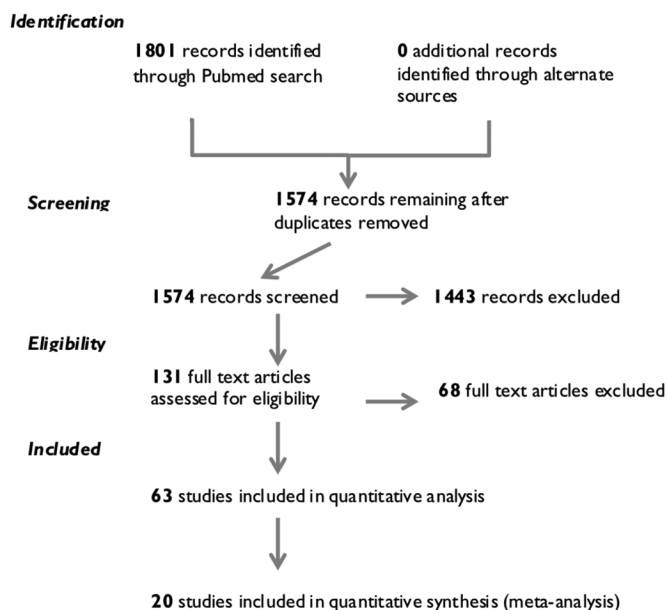 Identification
1801 records identified
through Pubmed search
0 additional records
identified through alternate
sources
Screening
1574 records remaining after
duplicates removed
1574 records screened
1443 records excluded
Eligibility
131 full text articles
assessed for eligibility
68 full text articles excluded
Included
63 studies included in quantitative analysis
20 studies included in quantitative synthesis (meta-analysis)